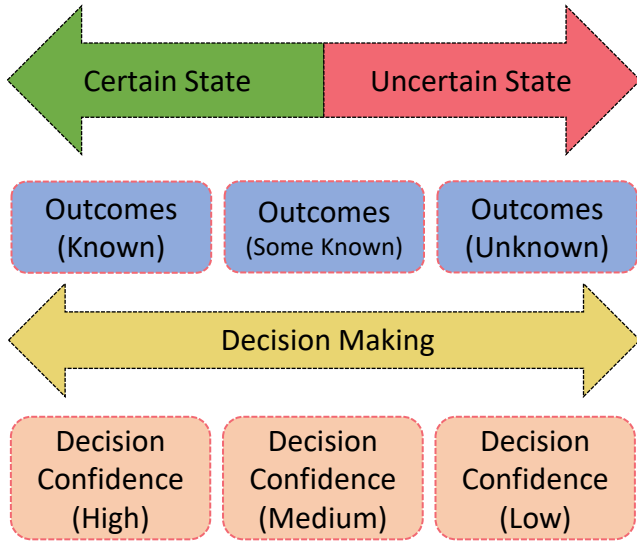 Certain State
Uncertain State
Outcomes
(Known)
Outcomes
(Some Known)
Outcomes
(Unknown)
Decision Making
Decision
Confidence
(High)
Decision
Confidence
(Medium)
Decision
Confidence
(Low)